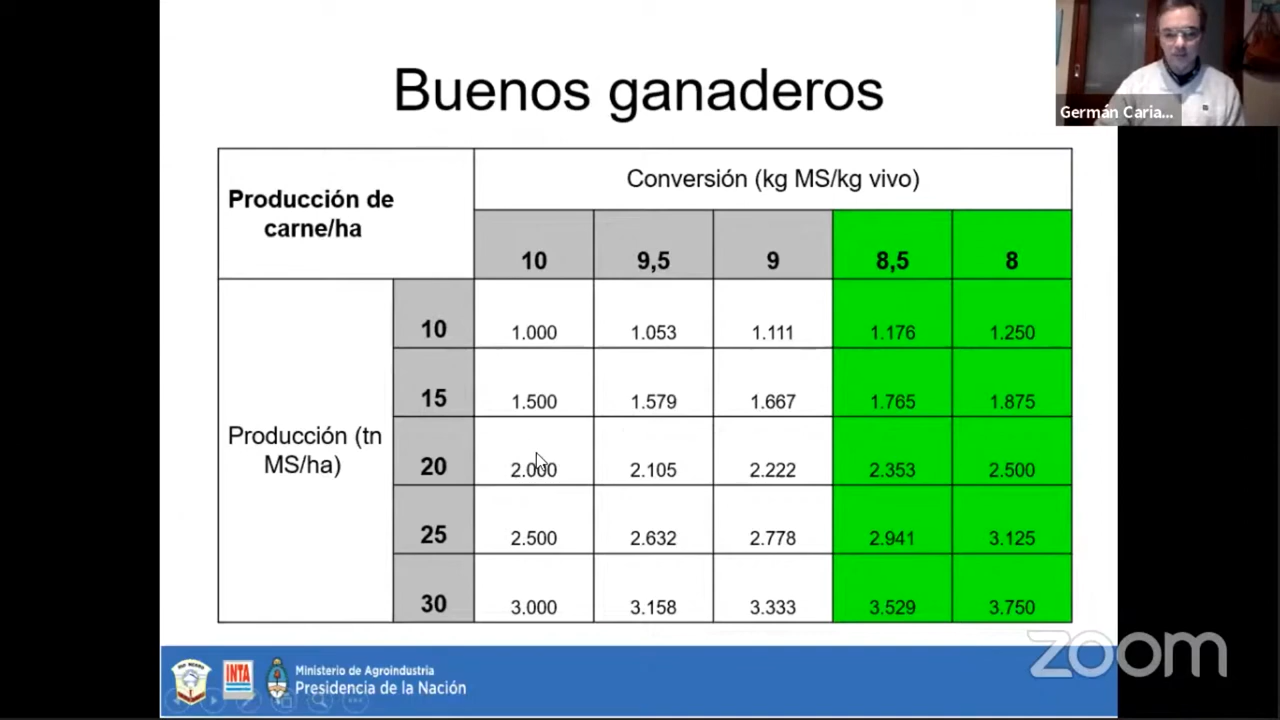 Buenos ganaderos
Germán Caria...
Producción de
carne/ha
Conversión (kg MS/kg vivo)
10 9,5 9 8,5 8
Producción (tn
MS/ha)
10 1.000 1.053 1.111 1.176 1.250
15 1.500 1.579 1.667 1.765 1.875
20 2.000 2.105 2.222 2.353 2.500
25 2.500 2.632 2.778 2.941 3.125
30 3.000 3.158 3.333 3.529 3.750
zoom
INTA
Ministerio de Agroindustria
Presidencia de la Nación